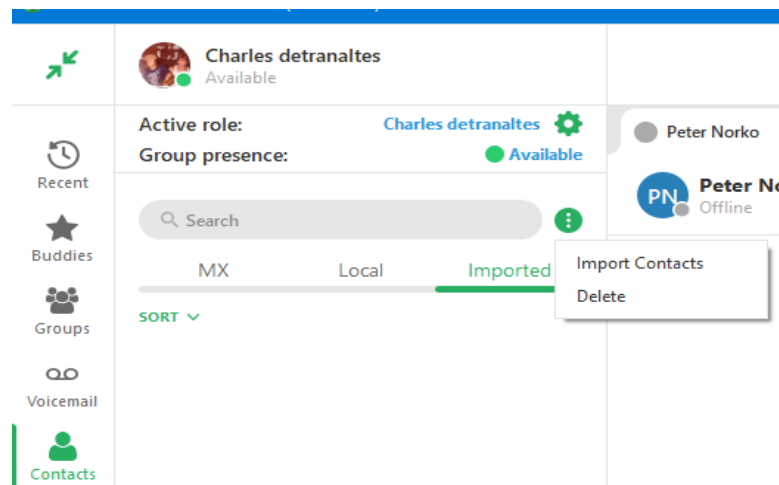 Charles detranaltes
Available
Active role: Charles detranaltes
Group presence: Available
Recent
Buddies
Groups
Voicemail
Contacts
Search
MX Local Imported
SORT
Import Contacts
Delete
Peter Norko
PN
Peter
Offline